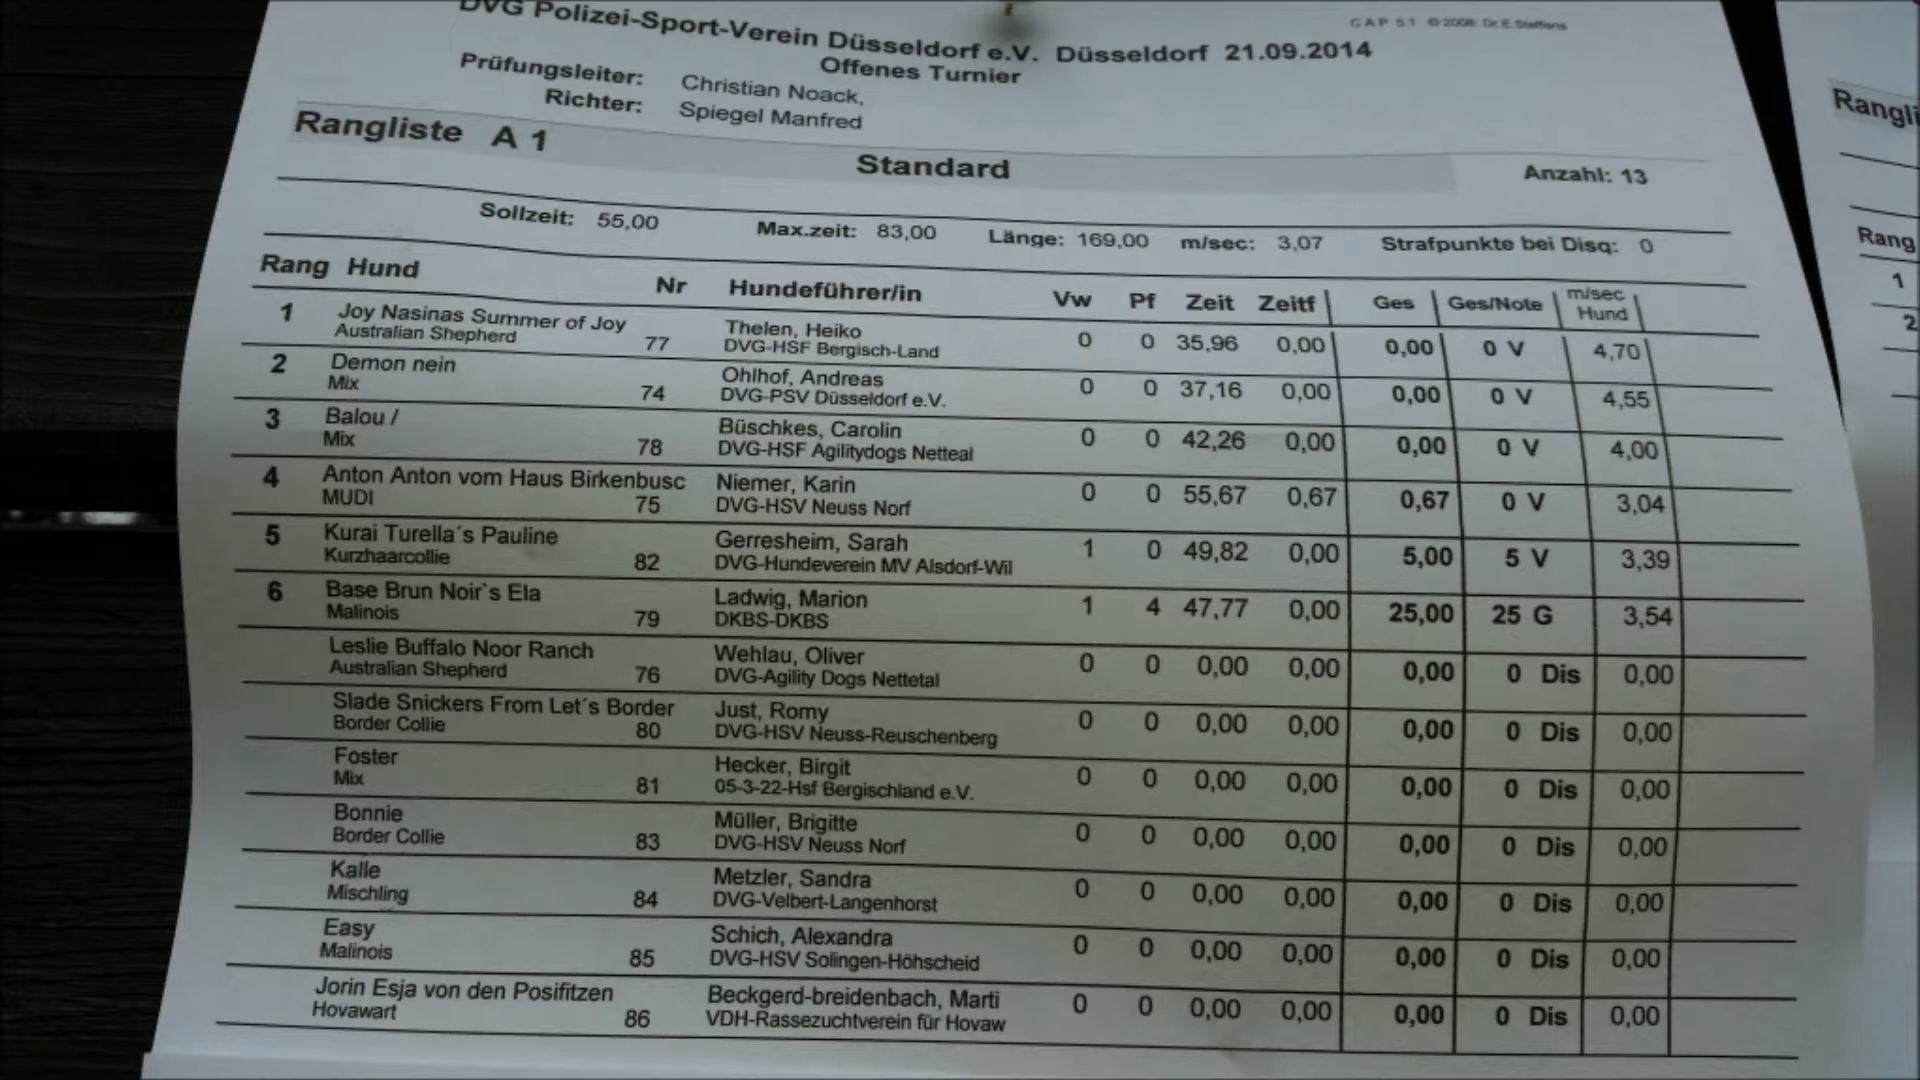 DVG Polizei-Sport-Verein Düsseldorf e.V. Düsseldorf 21.09.2014
CAP 5.1 ©2008 Dr.E.Steffens
Offenes Turnier
Prüfungsleiter: Christian Noack,
Richter: Spiegel Manfred
Rangliste A 1
Standard
Anzahl: 13
Sollzeit: 55,00 Max.zeit: 83,00 Länge: 169,00 m/sec: 3,07 Strafpunkte bei Disq: 0
Rang Hund Nr Hundeführer/in Vw Pf Zeit Zeitf Ges Ges/Note m/sec Hund
1 Joy Nasinas Summer of Joy Thelen, Heiko 0 0 35,96 0,00 0,00 0 V 4,70
Australian Shepherd 77 DVG-HSF Bergisch-Land
2 Demon nein Ohlhof, Andreas 0 0 37,16 0,00 0,00 0 V 4,55
Mix 74 DVG-PSV Düsseldorf e.V.
3 Balou / Büschkes, Carolin 0 0 42,26 0,00 0,00 0 V 4,00
Mix 78 DVG-HSF Agilitydogs Netteal
4 Anton Anton vom Haus Birkenbusc Niemer, Karin 0 0 55,67 0,67 0,67 0 V 3,04
MUDI 75 DVG-HSV Neuss Norf
5 Kurai Turella´s Pauline Gerresheim, Sarah 1 0 49,82 0,00 5,00 5 V 3,39
Kurzhaarcollie 82 DVG-Hundeverein MV Alsdorf-Wil
6 Base Brun Noir`s Ela Ladwig, Marion 1 4 47,77 0,00 25,00 25 G 3,54
Malinois 79 DKBS-DKBS
Leslie Buffalo Noor Ranch Wehlau, Oliver 0 0 0,00 0,00 0,00 0 Dis 0,00
Australian Shepherd 76 DVG-Agility Dogs Nettetal
Slade Snickers From Let´s Border Just, Romy 0 0 0,00 0,00 0,00 0 Dis 0,00
Border Collie 80 DVG-HSV Neuss-Reuschenberg
Foster Hecker, Birgit 0 0 0,00 0,00 0,00 0 Dis 0,00
Mix 81 05-3-22-Hsf Bergischland e.V.
Bonnie Müller, Brigitte 0 0 0,00 0,00 0,00 0 Dis 0,00
Border Collie 83 DVG-HSV Neuss Norf
Kalle Metzler, Sandra 0 0 0,00 0,00 0,00 0 Dis 0,00
Mischling 84 DVG-Velbert-Langenhorst
Easy Schich, Alexandra 0 0 0,00 0,00 0,00 0 Dis 0,00
Malinois 85 DVG-HSV Solingen-Höhscheid
Jorin Esja von den Posifitzen Beckgerd-breidenbach, Marti 0 0 0,00 0,00 0,00 0 Dis 0,00
Hovawart 86 VDH-Rassezuchtverein für Hovaw
Rangli
Rang
1
2